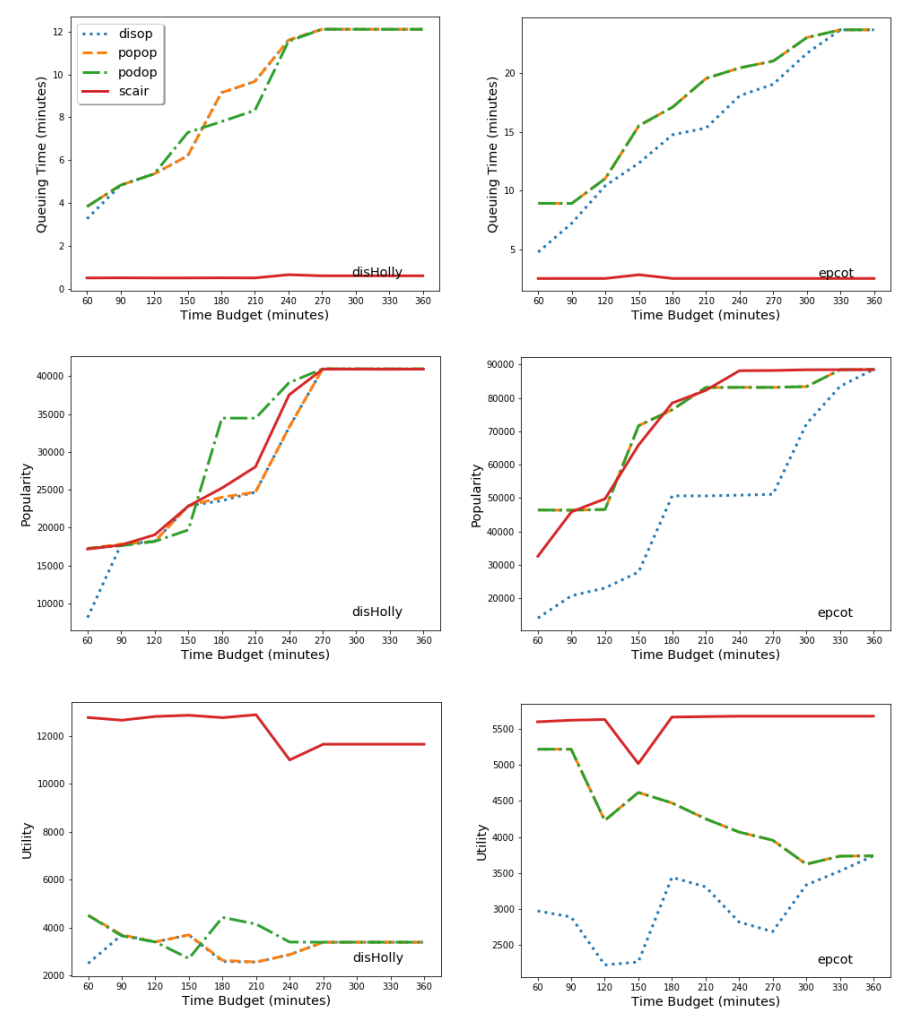 12
10
8
6
4
2
0
Queuing Time (minutes)
disop
popop
podop
scair
disHolly
60 90 120 150 180 210 240 270 300 330 360
Time Budget (minutes)
20
15
10
5
Queuing Time (minutes)
epcot
60 90 120 150 180 210 240 270 300 330 360
Time Budget (minutes)
40000
35000
30000
25000
20000
15000
10000
Popularity
disHolly
60 90 120 150 180 210 240 270 300 330 360
Time Budget (minutes)
90000
80000
70000
60000
50000
40000
30000
20000
Popularity
epcot
60 90 120 150 180 210 240 270 300 330 360
Time Budget (minutes)
12000
10000
8000
6000
4000
2000
Utility
disHolly
60 90 120 150 180 210 240 270 300 330 360
Time Budget (minutes)
5500
5000
4500
4000
3500
3000
2500
Utility
epcot
60 90 120 150 180 210 240 270 300 330 360
Time Budget (minutes)